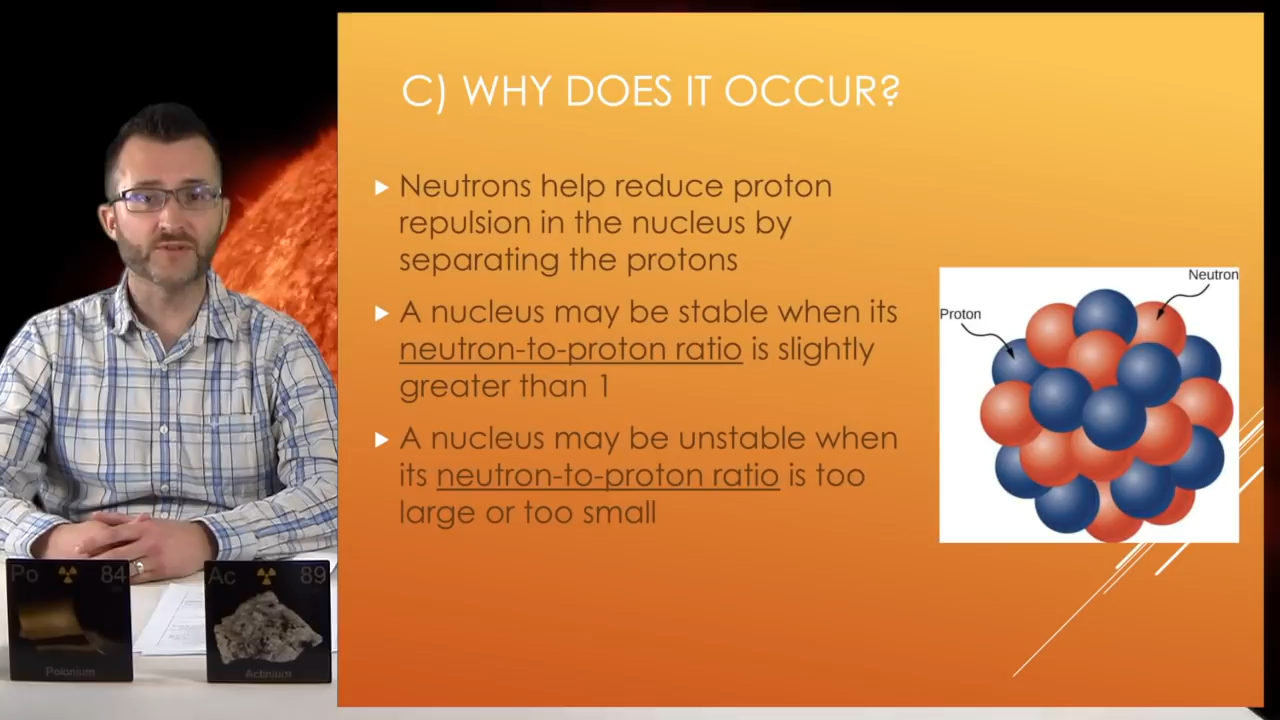 C) WHY DOES IT OCCUR?
Neutrons help reduce proton
repulsion in the nucleus by
separating the protons
A nucleus may be stable when its
neutron-to-proton ratio is slightly
greater than 1
A nucleus may be unstable when
its neutron-to-proton ratio is too
large or too small
Neutron
Proton
Po 84
Polonium
Ac 89
Actinium